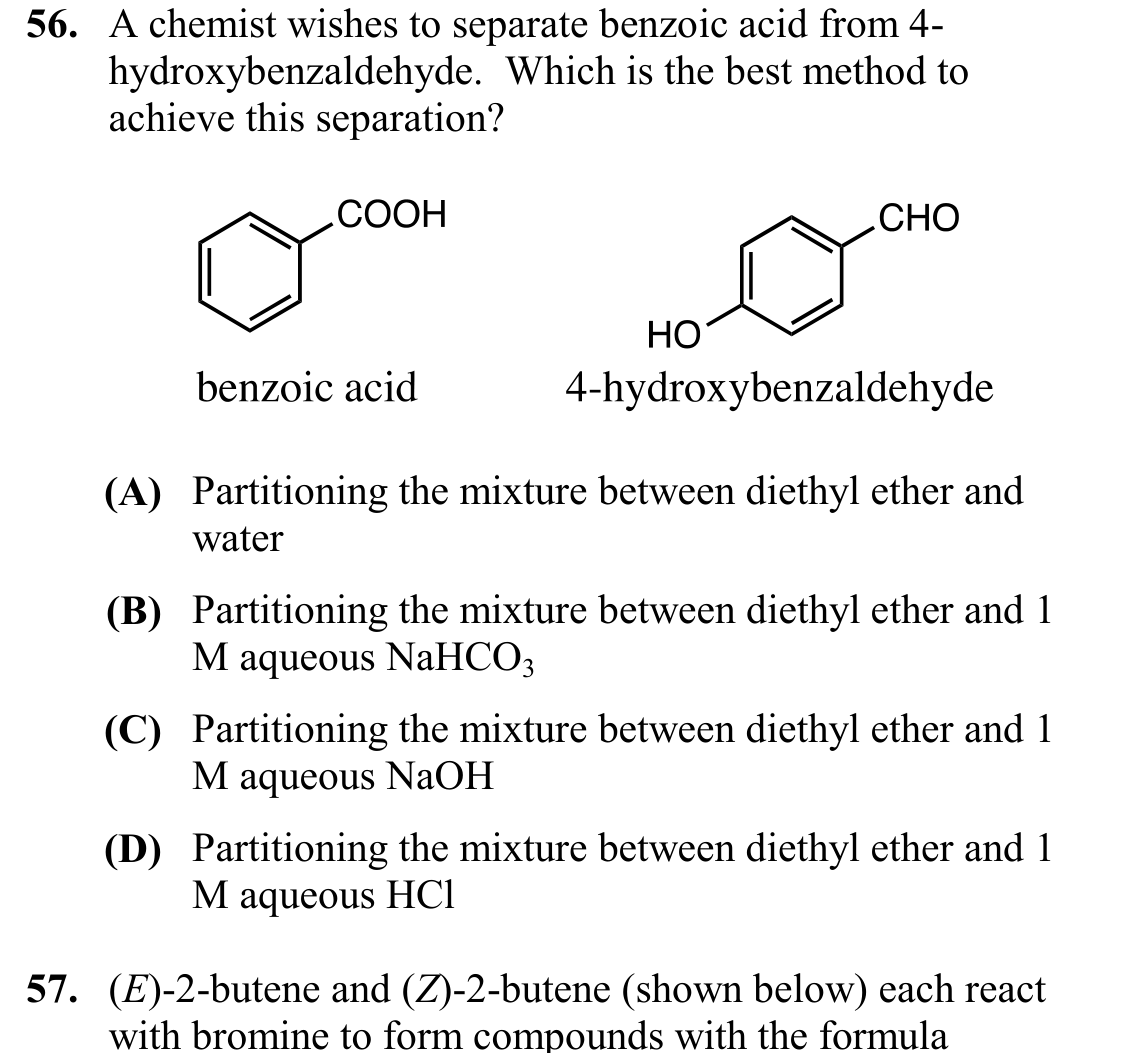 56. A chemist wishes to separate benzoic acid from 4-
hydroxybenzaldehyde. Which is the best method to
achieve this separation?
COOH
CHO
HO
benzoic acid
4-hydroxybenzaldehyde
(A) Partitioning the mixture between diethyl ether and
water
(B) Partitioning the mixture between diethyl ether and 1
M aqueous NaHCO₃
(C) Partitioning the mixture between diethyl ether and 1
M aqueous NaOH
(D) Partitioning the mixture between diethyl ether and 1
M aqueous HCl
57. (E)-2-butene and (Z)-2-butene (shown below) each react
with bromine to form compounds with the formula